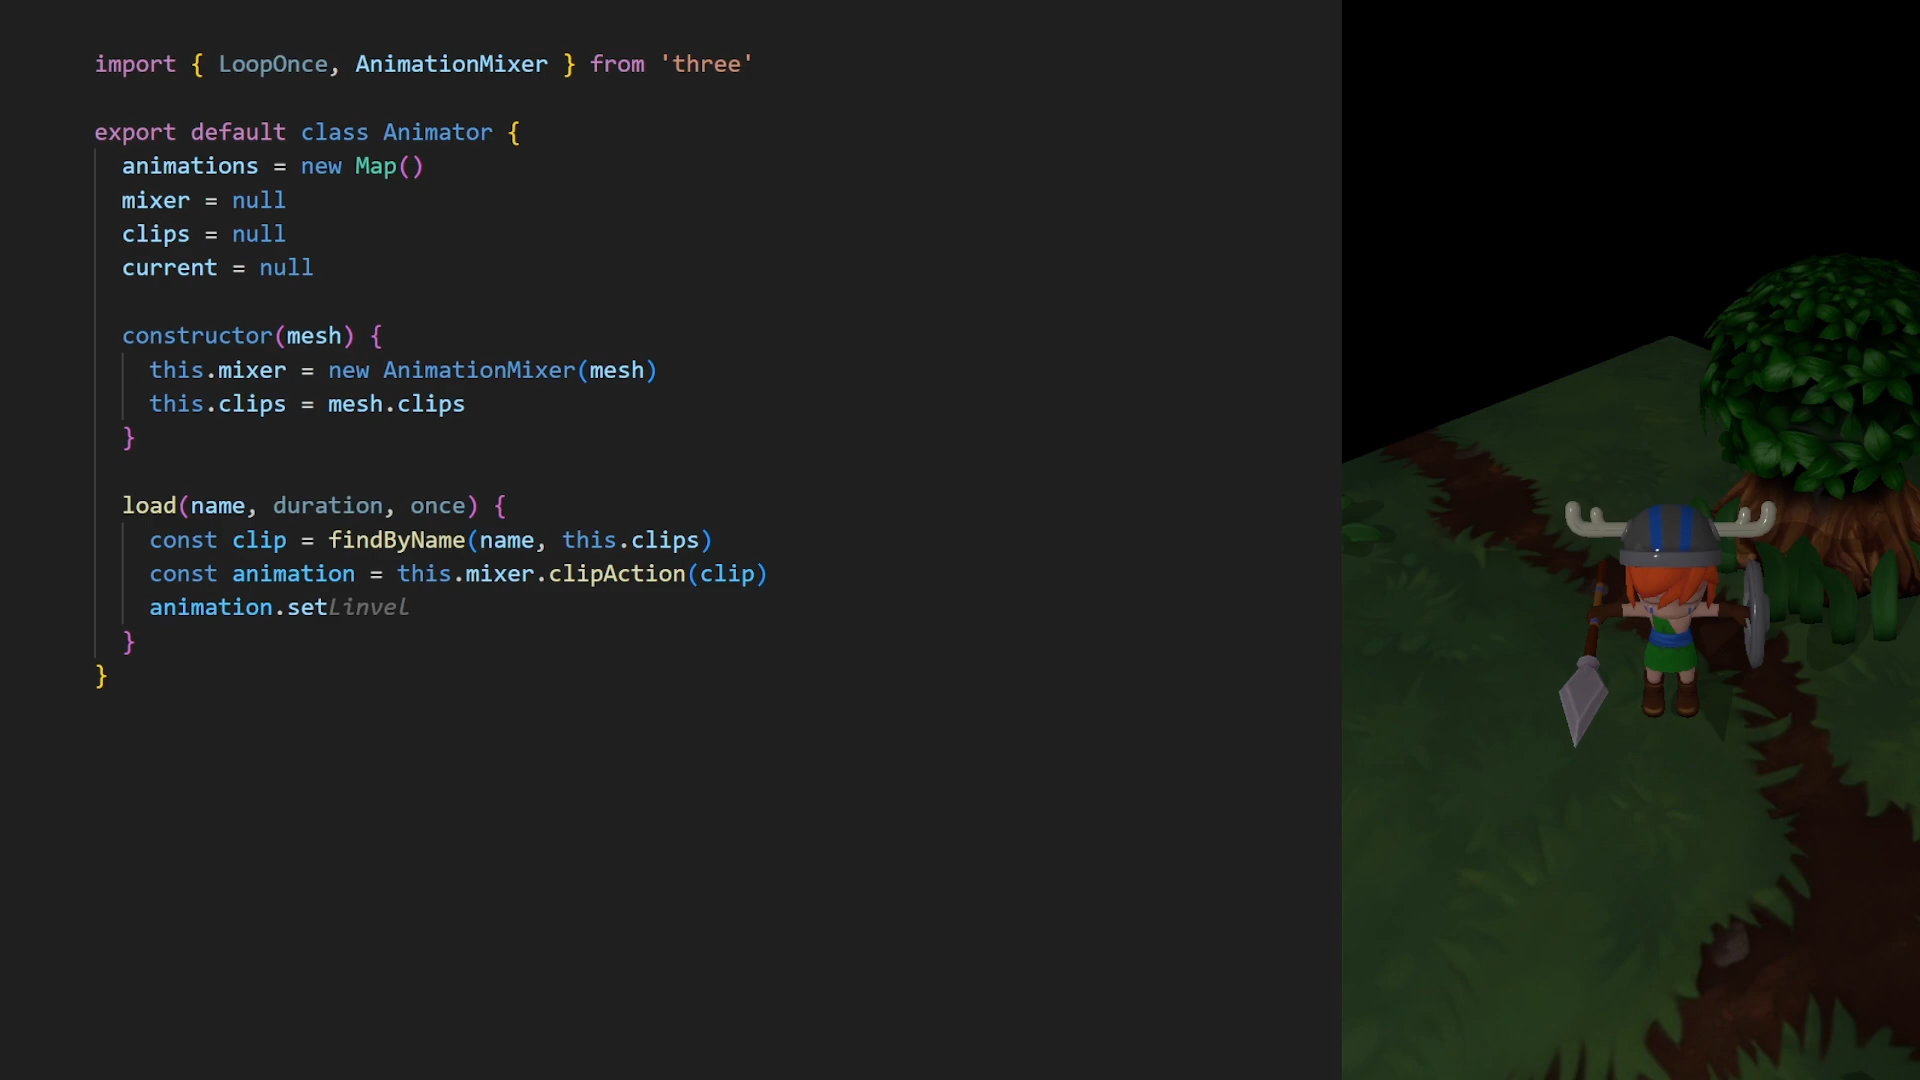 import { LoopOnce, AnimationMixer } from 'three'
export default class Animator {
animations = new Map()
mixer = null
clips = null
current = null
constructor(mesh) {
this.mixer = new AnimationMixer(mesh)
this.clips = mesh.clips
}
load(name, duration, once) {
const clip = findByName(name, this.clips)
const animation = this.mixer.clipAction(clip)
animation.setLinvel
}
}